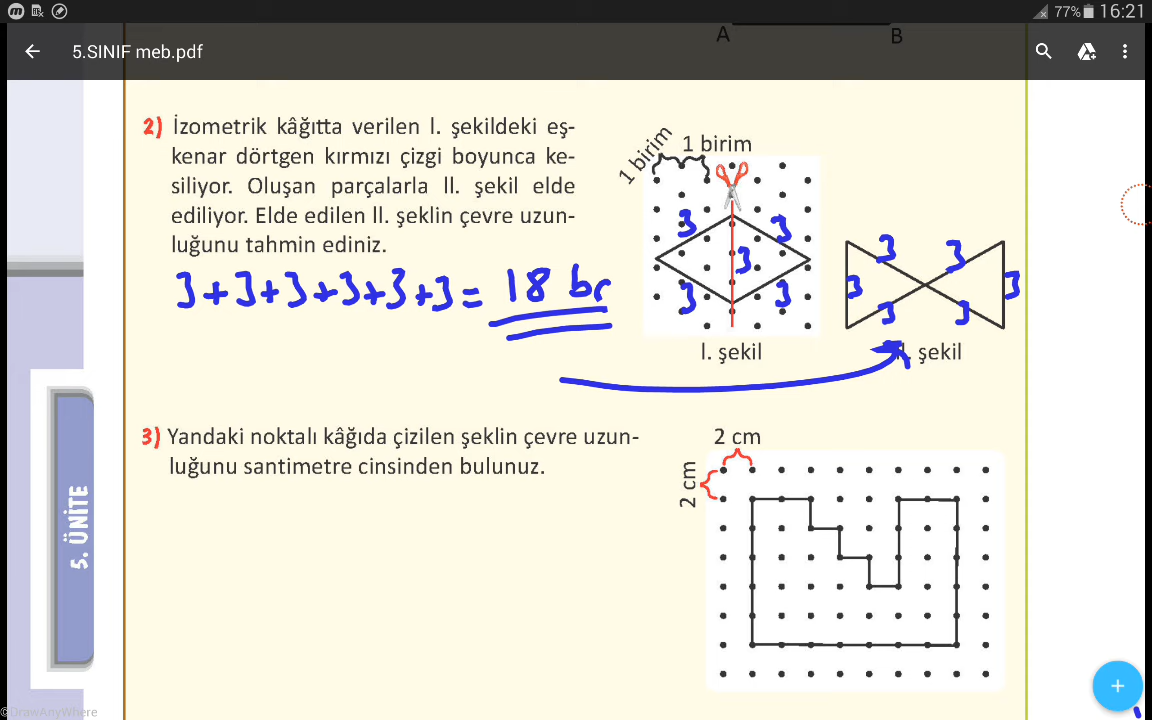 77% 16:21
5.SINIF meb.pdf
A B
2) İzometrik kâğıtta verilen I. şekildeki eş-
kenar dörtgen kırmızı çizgi boyunca ke-
siliyor. Oluşan parçalarla II. şekil elde
ediliyor. Elde edilen II. şeklin çevre uzun-
luğunu tahmin ediniz.
3+3+3+3+3+3= 18 br
1 birim
1 birim
3 3
3
3 3
I. şekil
3 3
3 3
3 3
şekil
3) Yandaki noktalı kâğıda çizilen şeklin çevre uzun-
luğunu santimetre cinsinden bulunuz.
2 cm
2 cm
5. ÜNİTE
©DrawAnyWhere